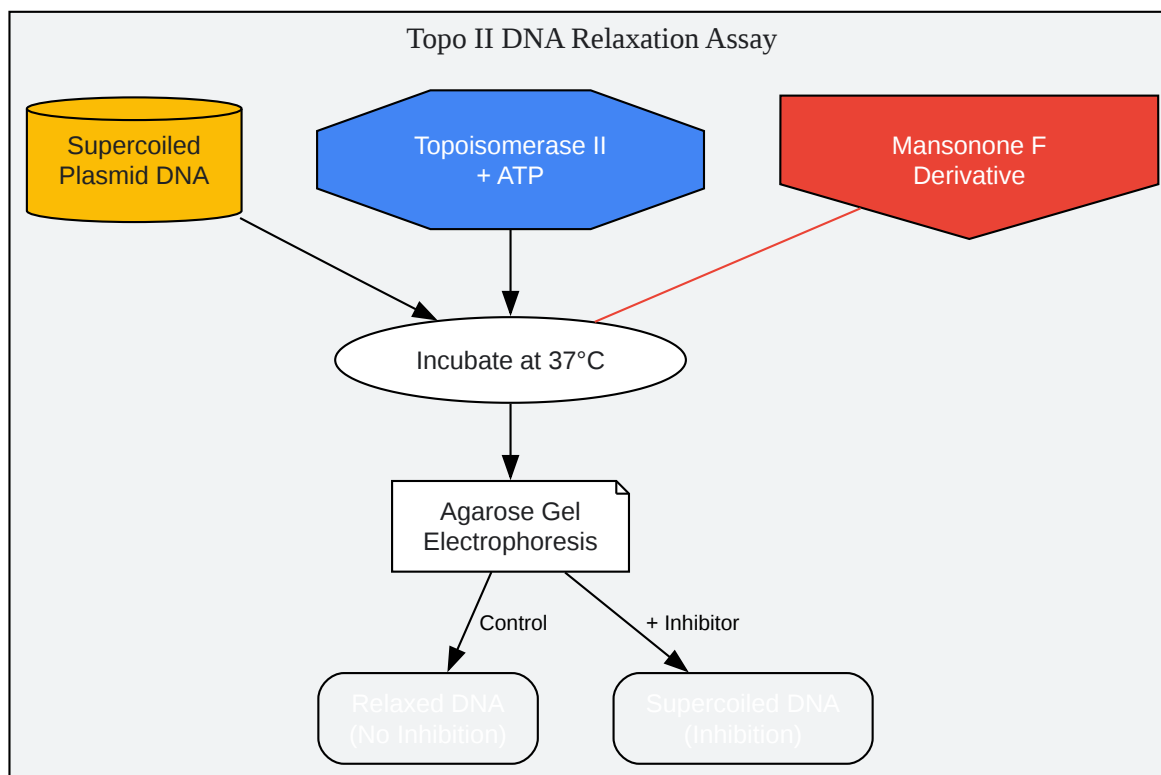 Topo II DNA Relaxation Assay
Supercoiled
Plasmid DNA
Topoisomerase II
+ ATP
Mansonone F
Derivative
Incubate at 37°C
Agarose Gel
Electrophoresis
Control
+ Inhibitor
Relaxed DNA
(No Inhibition)
Supercoiled DNA
(Inhibition)